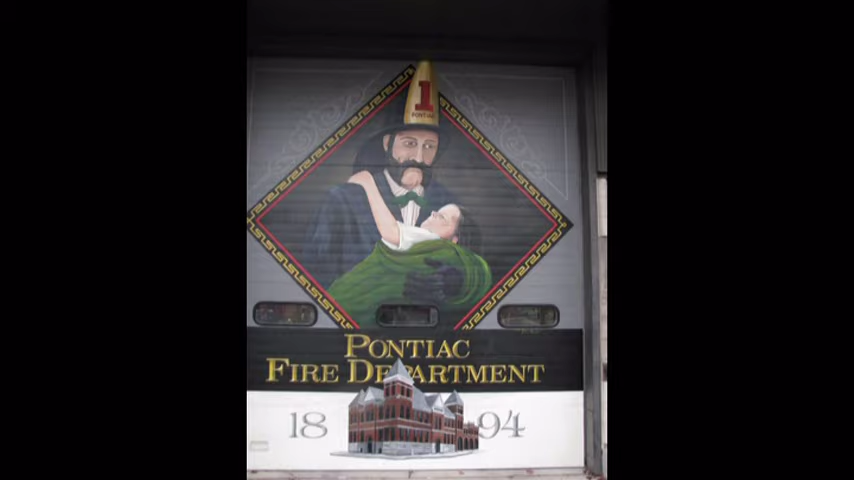 1
PONTIAC
PONTIAC
FIRE DEPARTMENT
18 94